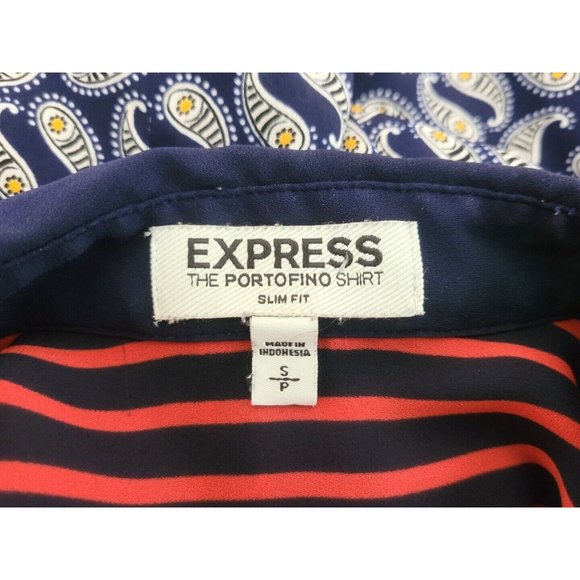 EXPRESS
THE PORTOFINO SHIRT
SLIM FIT
MADE IN
INDONESIA
S
P